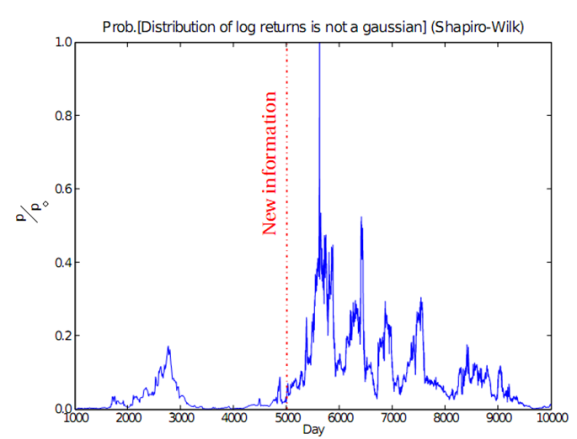 Prob.[Distribution of log returns is not a gaussian] (Shapiro-Wilk)
1.0
0.8
0.6
0.4
0.2
0.0
p/p₀
New information
1000 2000 3000 4000 5000 6000 7000 8000 9000 10000
Day